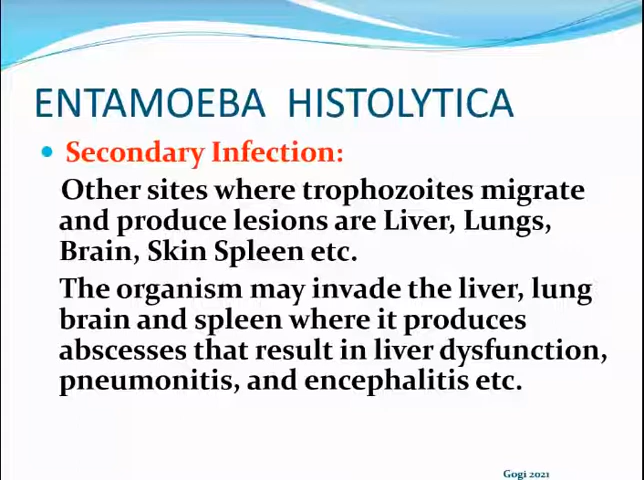 ENTAMOEBA HISTOLYTICA
Secondary Infection:
Other sites where trophozoites migrate
and produce lesions are Liver, Lungs,
Brain, Skin Spleen etc.
The organism may invade the liver, lung
brain and spleen where it produces
abscesses that result in liver dysfunction,
pneumonitis, and encephalitis etc.
Gogi 2021